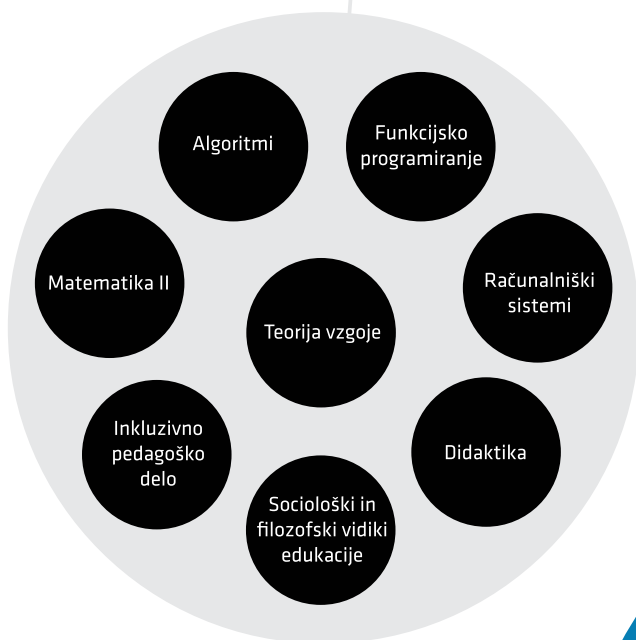 Algoritmi
Funkcijsko
programiranje
Matematika II
Računalniški
sistemi
Teorija vzgoje
Inkluzivno
pedagoško
delo
Didaktika
Sociološki in
filozofski vidiki
edukacije